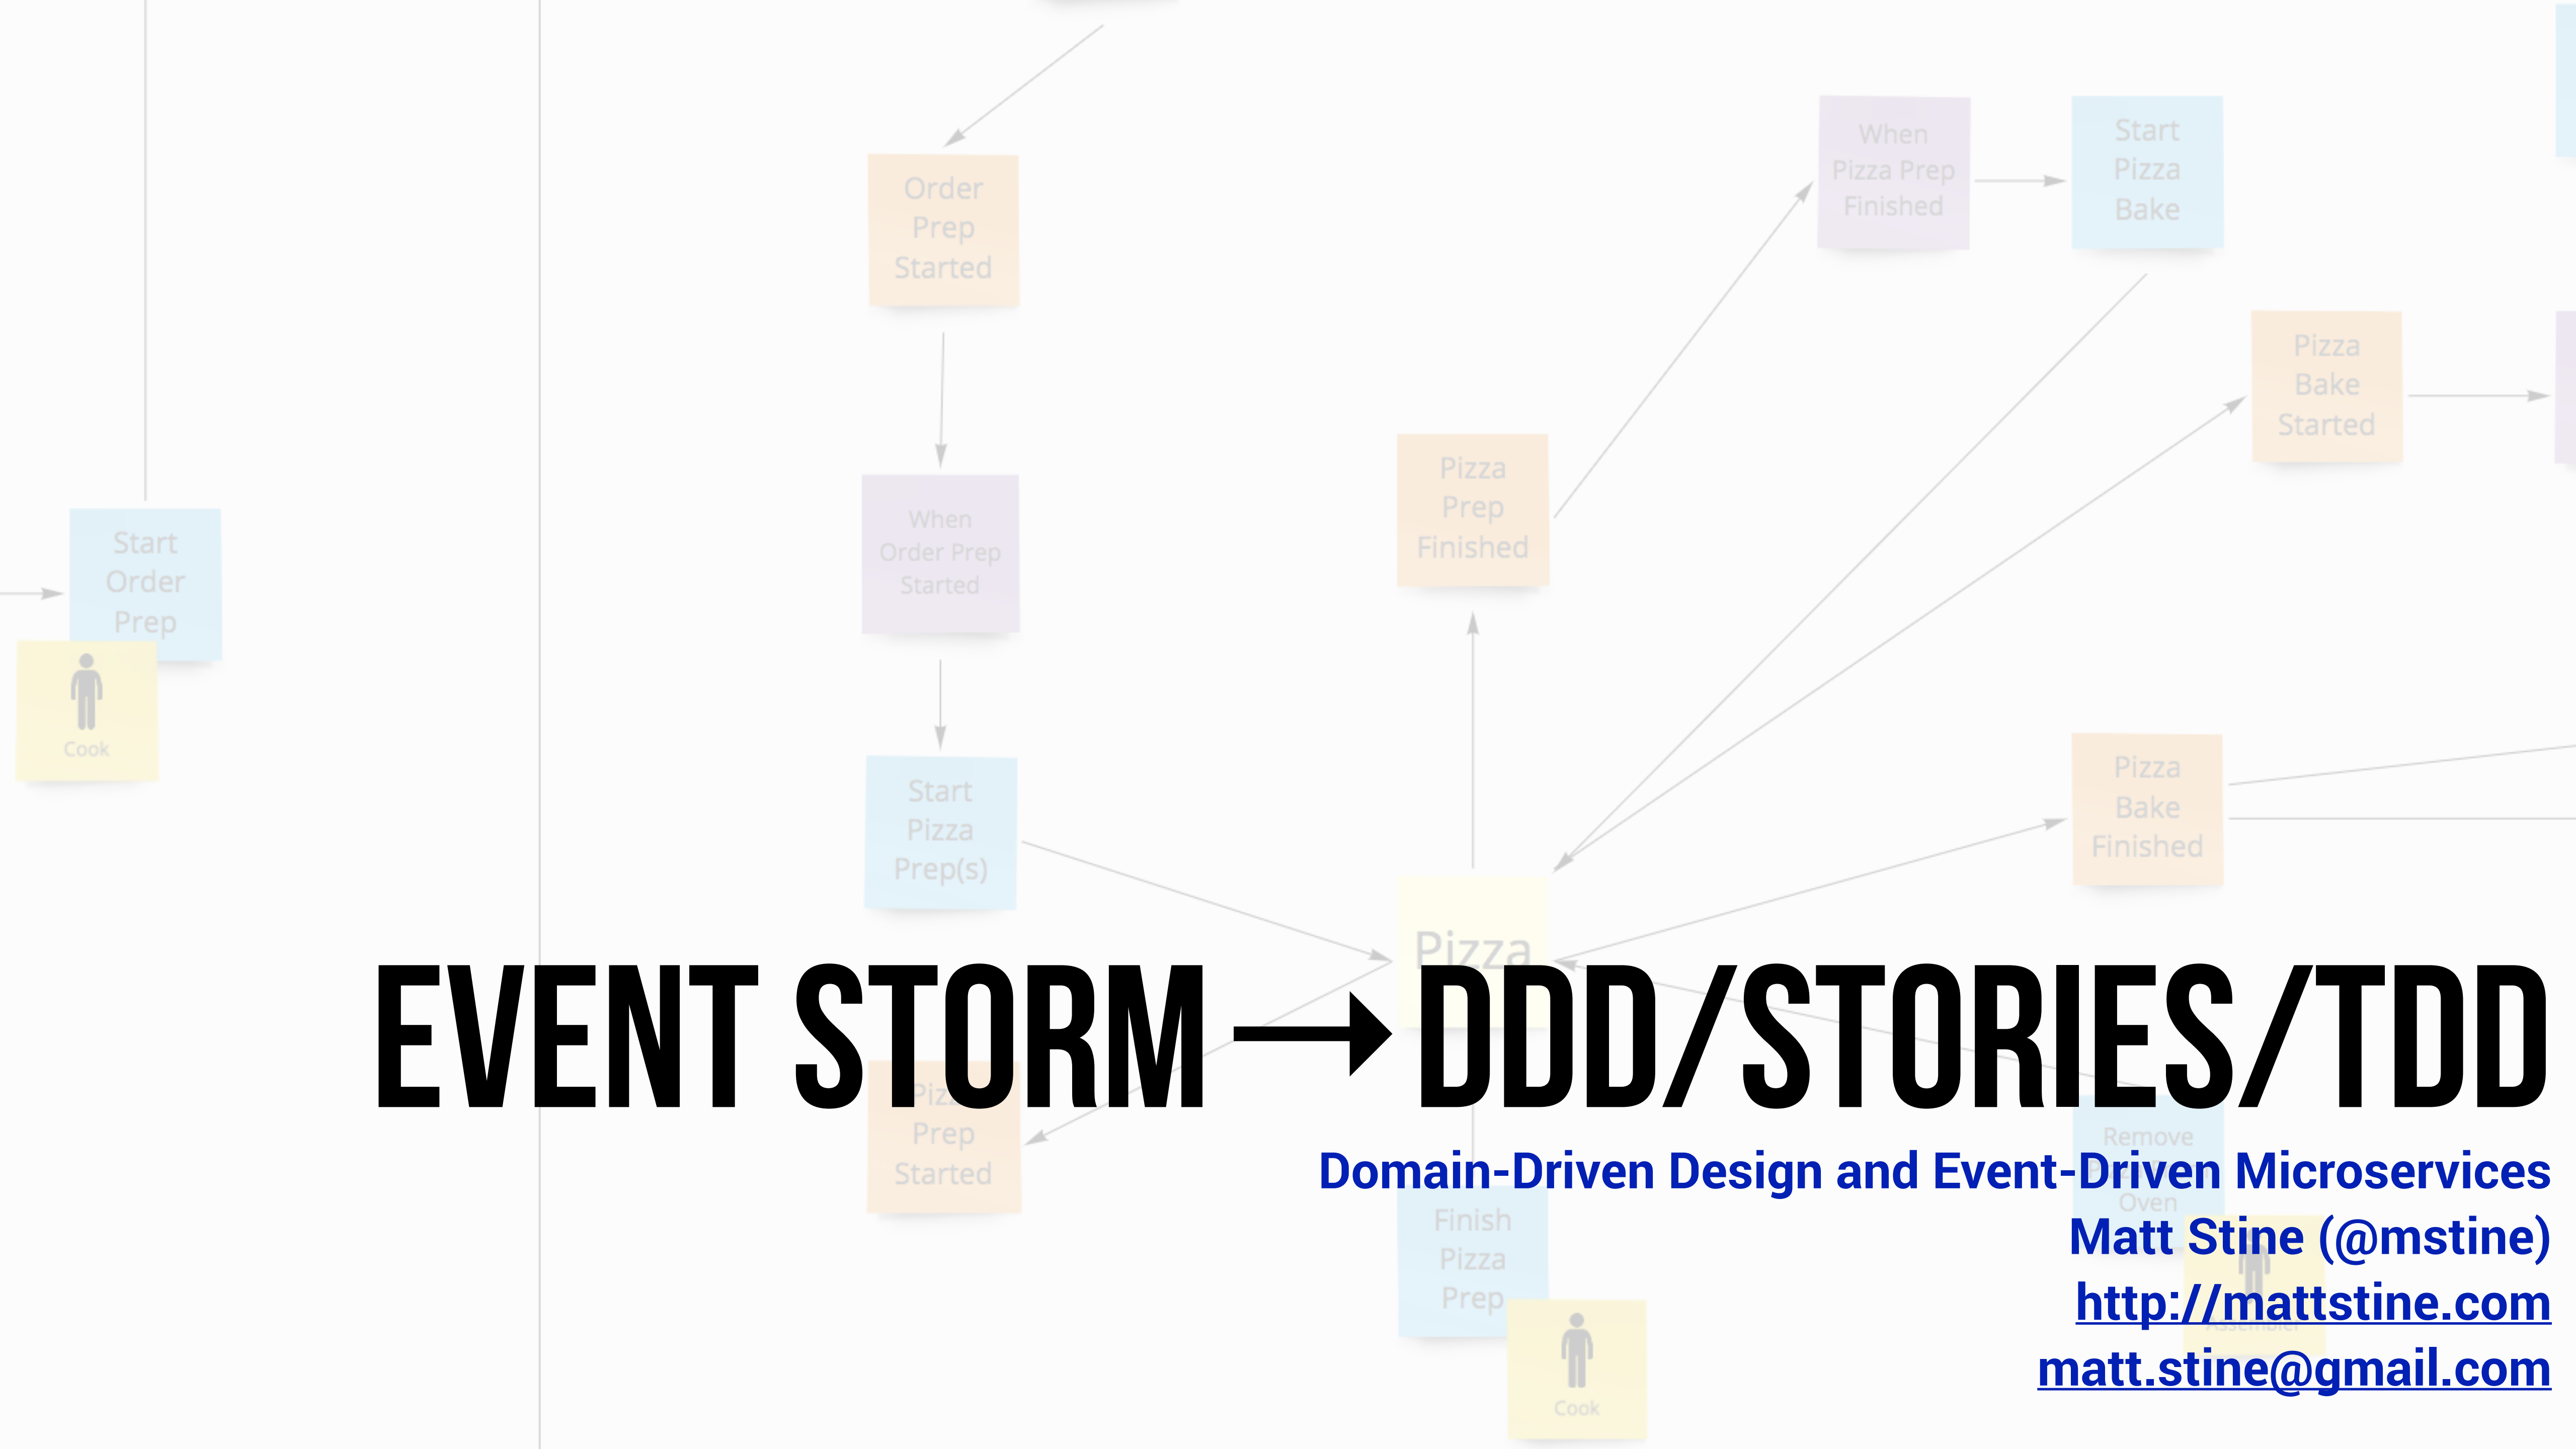 Order
Prep
Started
When
Pizza Prep
Finished
Start
Pizza
Bake
Pizza
Bake
Started
Pizza
Prep
Finished
When
Order Prep
Started
Start
Order
Prep
Cook
Start
Pizza
Prep(s)
Pizza
Bake
Finished
Pizza
EVENT STORM → DDD/STORIES/TDD
Prep
Started
Remove
Oven
Domain-Driven Design and Event-Driven Microservices
Matt Stine (@mstine)
http://mattstine.com
matt.stine@gmail.com
Finish
Pizza
Prep
Cook